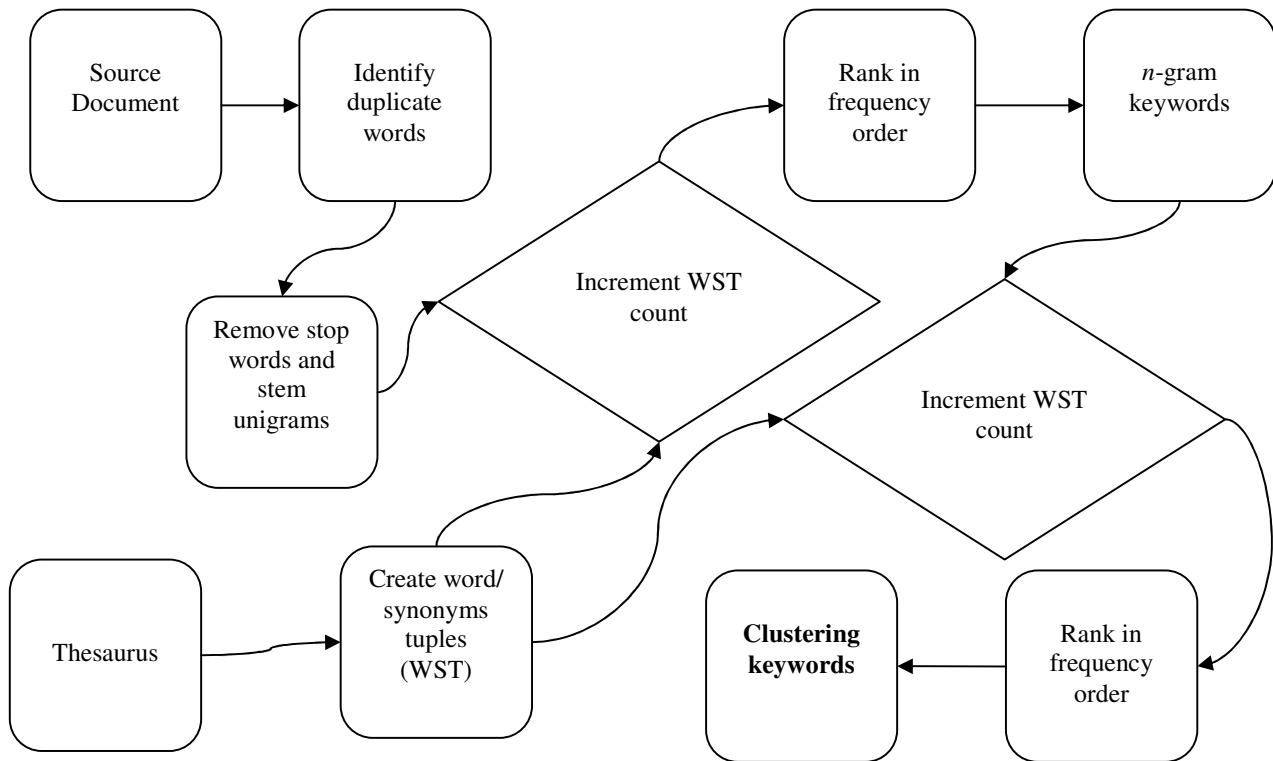 Source
Document
Identify
duplicate
words
Rank in
frequency
order
n-gram
keywords
Increment WST
count
Remove stop
words and
stem
unigrams
Increment WST
count
Thesaurus
Create word/
synonyms
tuples
(WST)
Clustering
keywords
Rank in
frequency
order